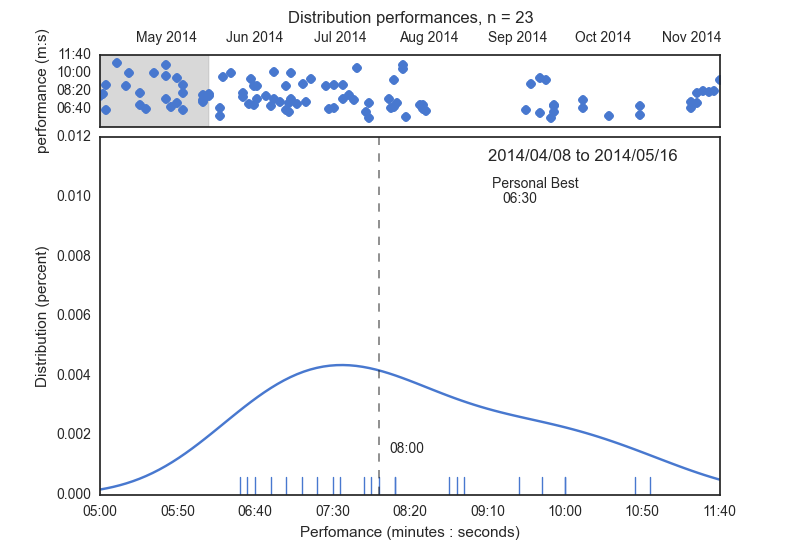 Distribution performances, n = 23
May 2014 Jun 2014 Jul 2014 Aug 2014 Sep 2014 Oct 2014 Nov 2014
performance (m:s)
11:40
10:00
08:20
06:40
Distribution (percent)
0.012
2014/04/08 to 2014/05/16
Personal Best
0.010
06:30
0.008
0.006
0.004
0.002
08:00
0.000
05:00 05:50 06:40 07:30 08:20 09:10 10:00 10:50 11:40
Perfomance (minutes : seconds)